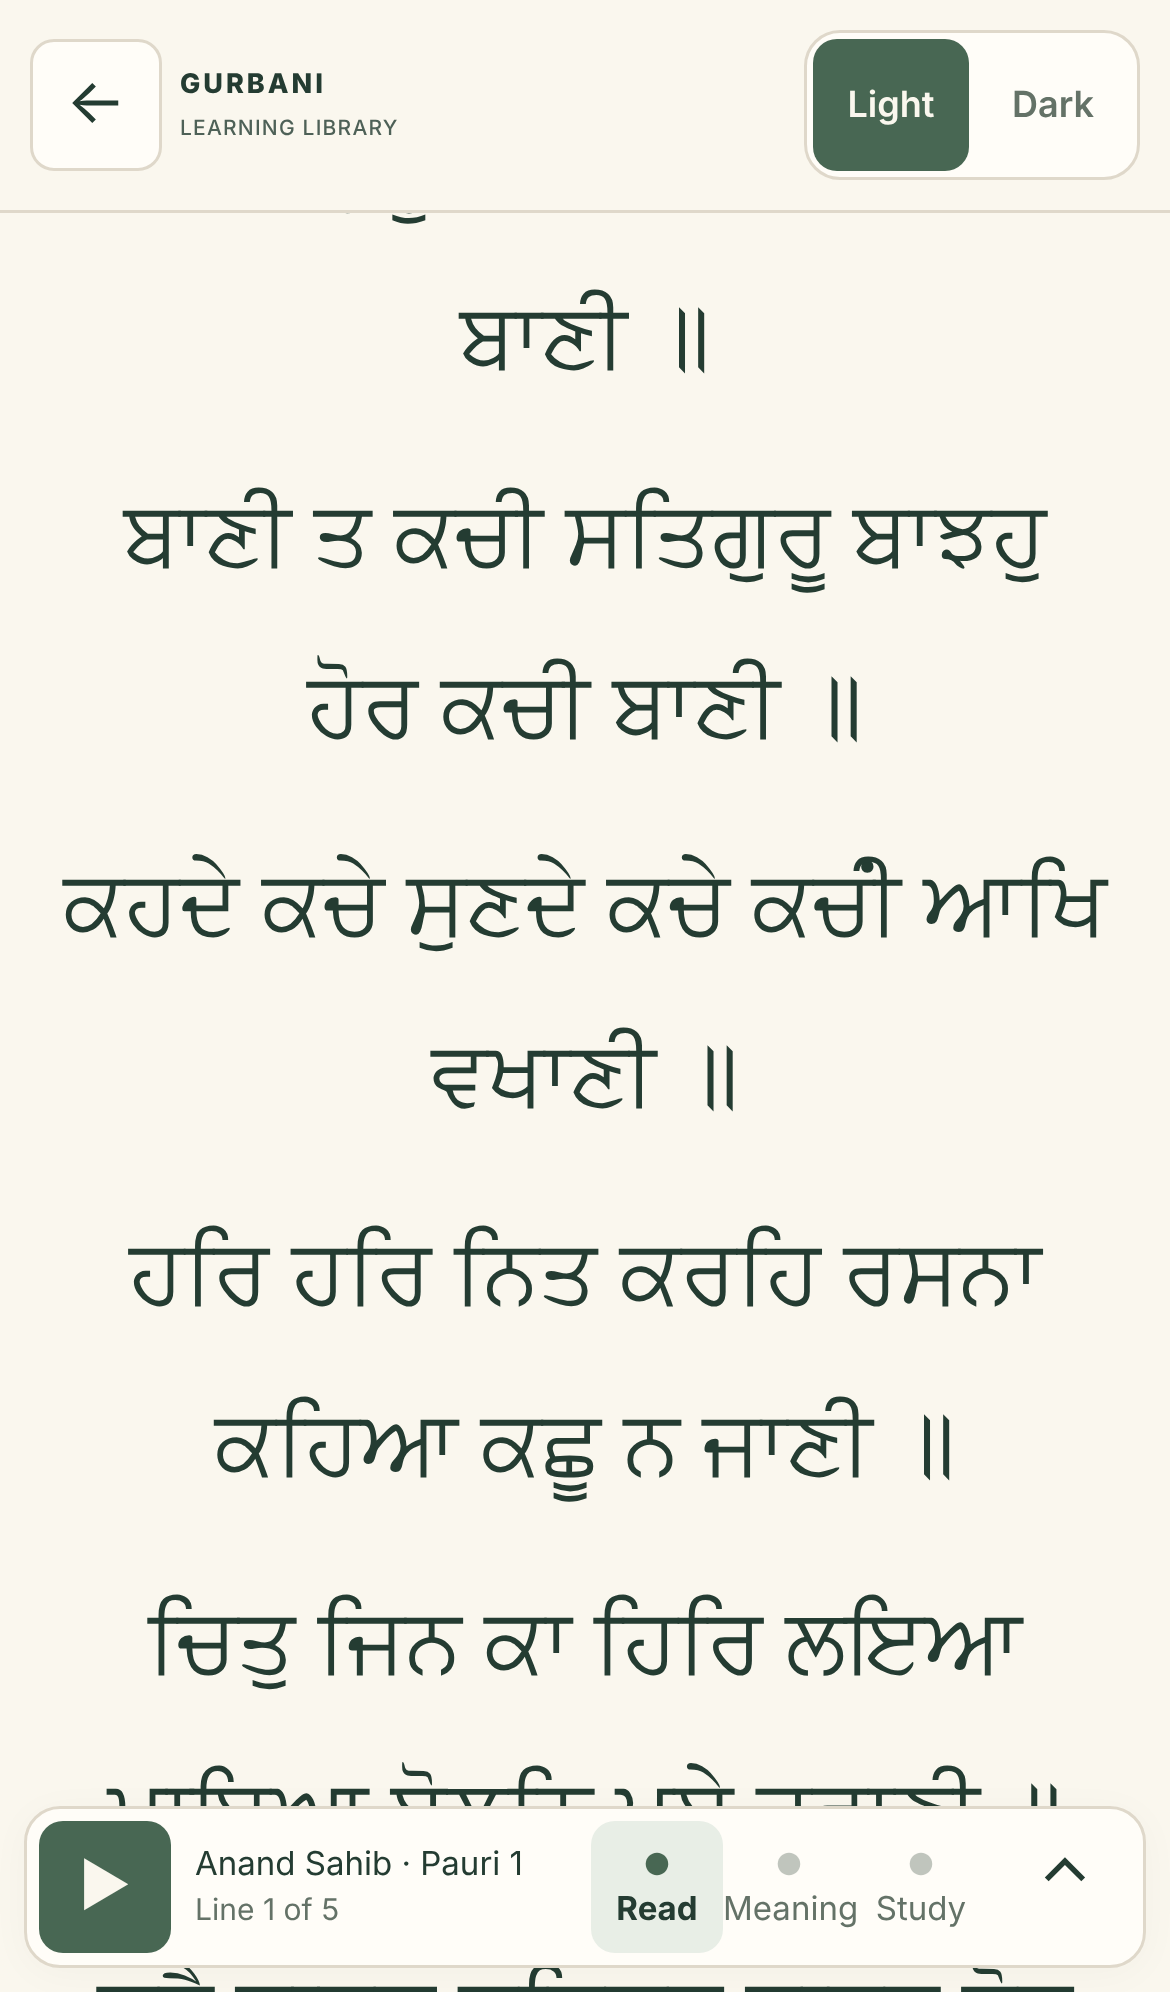 GURBANI
LEARNING LIBRARY
Light
Dark
ਬਾਣੀ ॥
ਬਾਣੀ ਤ ਕਚੀ ਸਤਿਗੁਰੂ ਬਾਝਹੁ
ਹੋਰ ਕਚੀ ਬਾਣੀ ॥
ਕਹਦੇ ਕਚੇ ਸੁਣਦੇ ਕਚੇ ਕਚੀਂ ਆਖਿ
ਵਖਾਣੀ ॥
ਹਰਿ ਹਰਿ ਨਿਤ ਕਰਹਿ ਰਸਨਾ
ਕਹਿਆ ਕਛੂ ਨ ਜਾਣੀ ॥
ਚਿਤੁ ਜਿਨ ਕਾ ਹਿਰਿ ਲਇਆ
Anand Sahib · Pauri 1
Line 1 of 5
Read
Meaning
Study